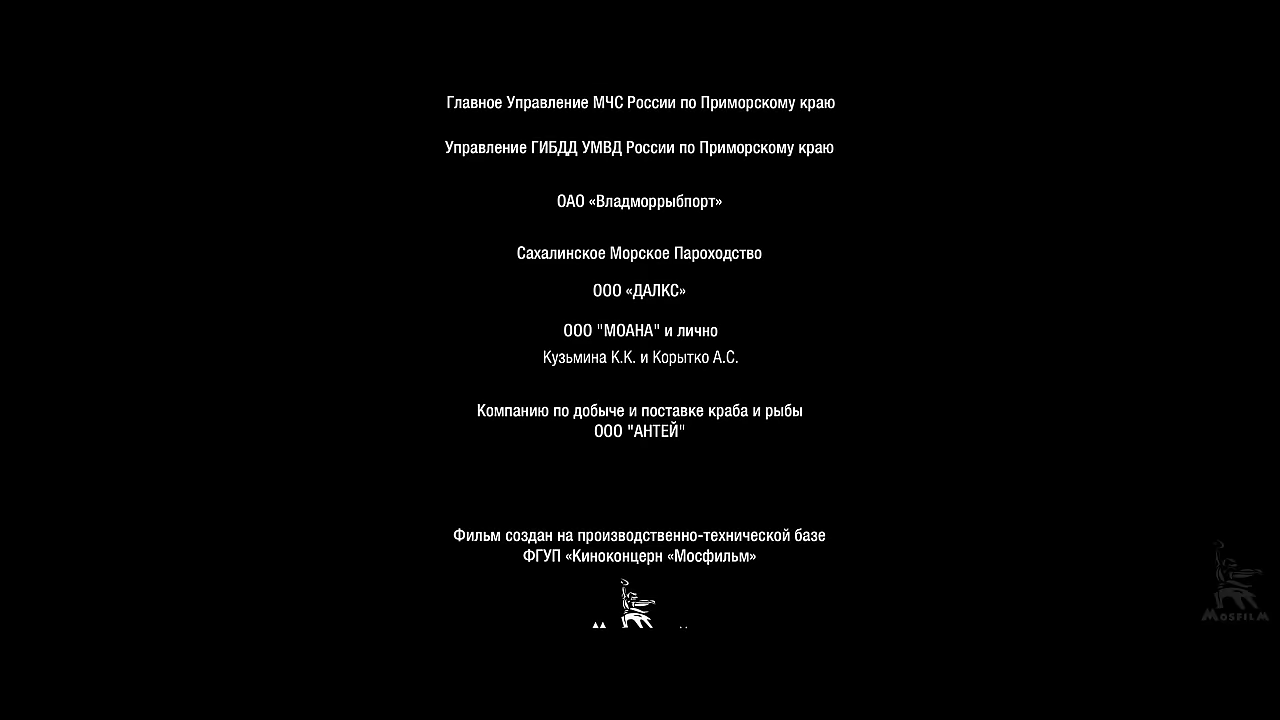 Главное Управление МЧС России по Приморскому краю
Управление ГИБДД УМВД России по Приморскому краю
ОАО «Владморрыбпорт»
Сахалинское Морское Пароходство
ООО «ДАЛКС»
ООО "МОАНА" и лично
Кузьмина К.К. и Корытко А.С.
Компанию по добыче и поставке краба и рыбы
ООО "АНТЕЙ"
Фильм создан на производственно-технической базе
ФГУП «Киноконцерн «Мосфильм»
MOSFILM